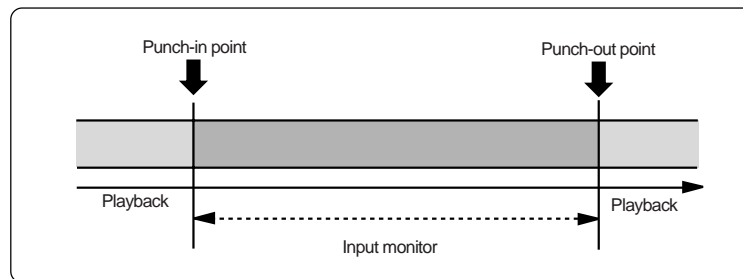 Punch-in point
Punch-out point
Playback
Playback
Input monitor